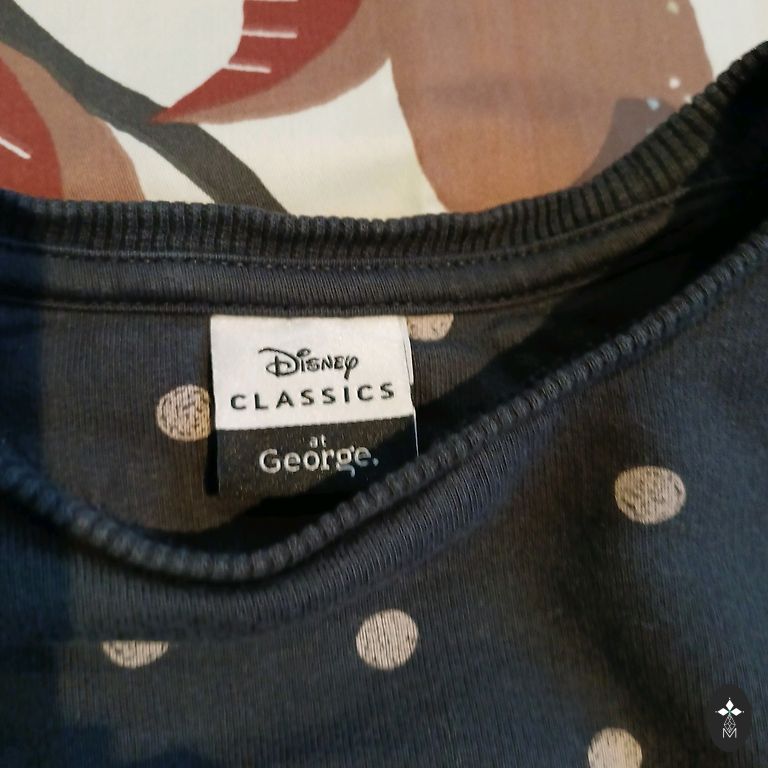 Disney
CLASSICS
at
George.
M